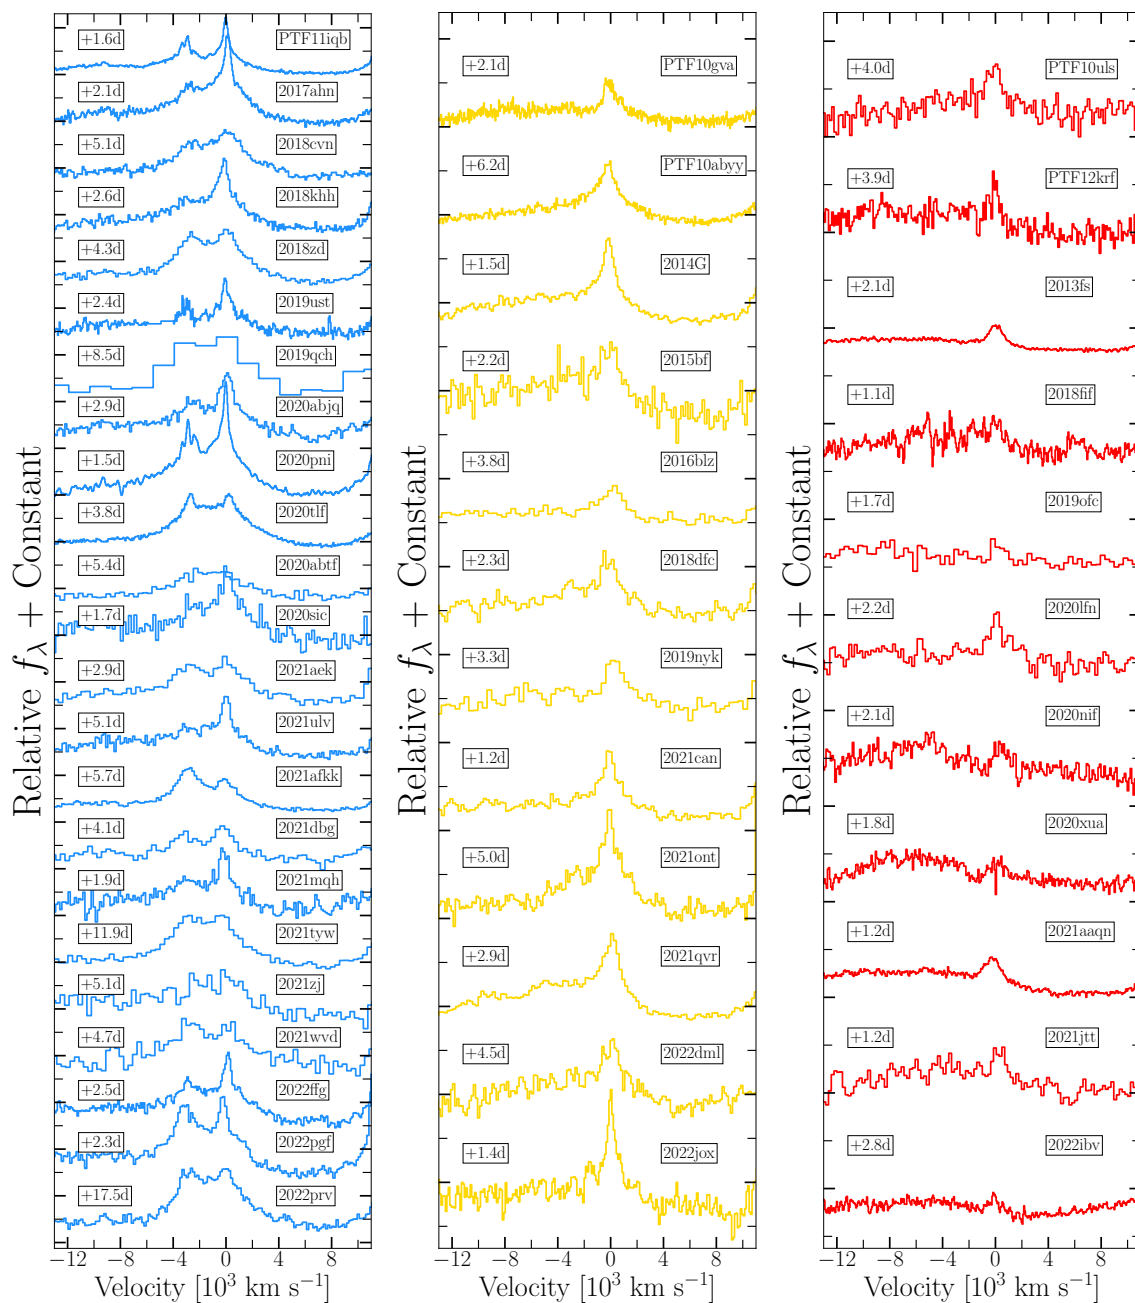 Relative fλ + Constant
+1.6d PTF11iqb
+2.1d 2017ahn
+5.1d 2018cvn
+2.6d 2018khh
+4.3d 2018zd
+2.4d 2019ust
+8.5d 2019qch
+2.9d 2020abjq
+1.5d 2020pni
+3.8d 2020tlf
+5.4d 2020abtf
+1.7d 2020sic
+2.9d 2021aek
+5.1d 2021ulv
+5.7d 2021afkk
+4.1d 2021dbg
+1.9d 2021mqh
+11.9d 2021tyw
+5.1d 2021zj
+4.7d 2021wvd
+2.5d 2022ffg
+2.3d 2022pgf
+17.5d 2022prv
−12 −8 −4 0 4 8
Velocity [10³ km s⁻¹]
Relative fλ + Constant
+2.1d PTF10gva
+6.2d PTF10abyy
+1.5d 2014G
+2.2d 2015bf
+3.8d 2016blz
+2.3d 2018dfc
+3.3d 2019nyk
+1.2d 2021can
+5.0d 2021ont
+2.9d 2021qvr
+4.5d 2022dml
+1.4d 2022jox
−12 −8 −4 0 4 8
Velocity [10³ km s⁻¹]
Relative fλ + Constant
+4.0d PTF10uls
+3.9d PTF12krf
+2.1d 2013fs
+1.1d 2018fif
+1.7d 2019ofc
+2.2d 2020lfn
+2.1d 2020nif
+1.8d 2020xua
+1.2d 2021aaqn
+1.2d 2021jtt
+2.8d 2022ibv
−12 −8 −4 0 4 8
Velocity [10³ km s⁻¹]